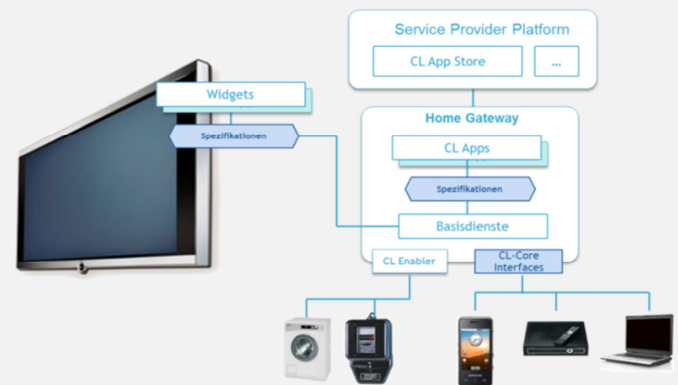 Service Provider Platform
CL App Store
...
Widgets
Spezifikationen
Home Gateway
CL Apps
Spezifikationen
Basisdienste
CL Enabler
CL-Core
Interfaces